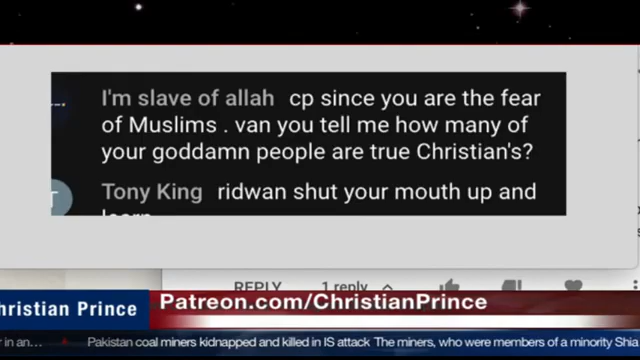 I'm slave of allah cp since you are the fear
of Muslims . van you tell me how many of
your goddamn people are true Christian's?
T
Tony King ridwan shut your mouth up and
learn
REPLY 1 reply
hristian Prince
Patreon.com/ChristianPrince
r in an… Pakistan coal miners kidnapped and killed in IS attack The miners, who were members of a minority Shia